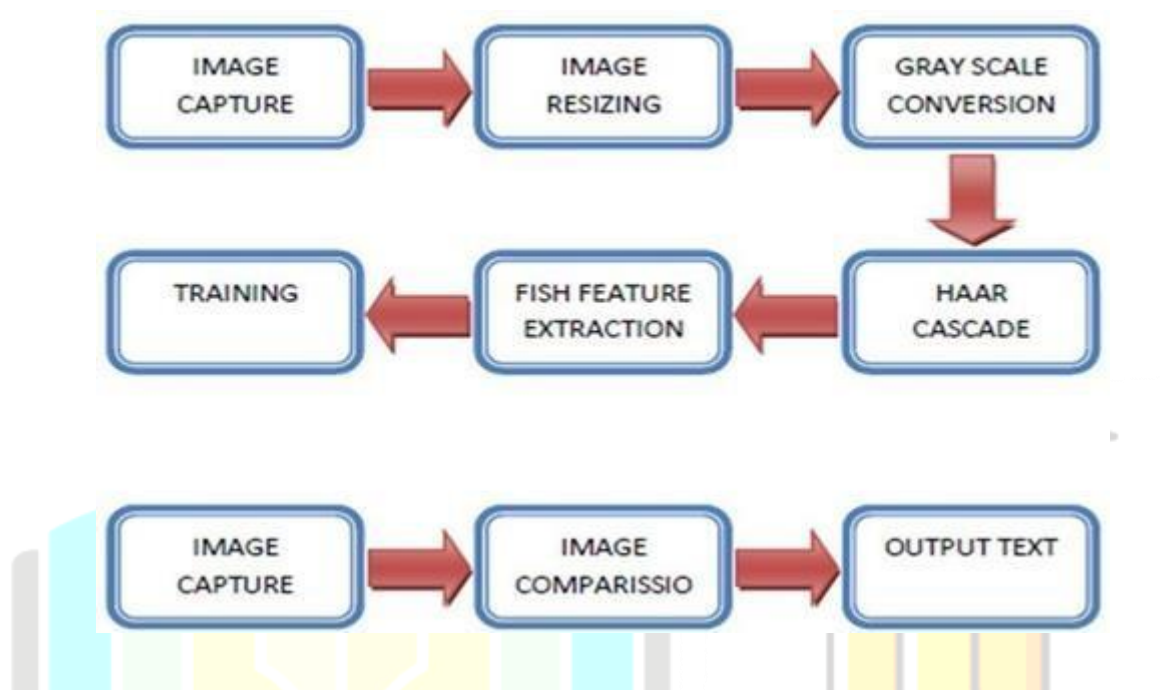 IMAGE
CAPTURE
IMAGE
RESIZING
GRAY SCALE
CONVERSION
TRAINING
FISH FEATURE
EXTRACTION
HAAR
CASCADE
IMAGE
CAPTURE
IMAGE
COMPARISSIO
OUTPUT TEXT